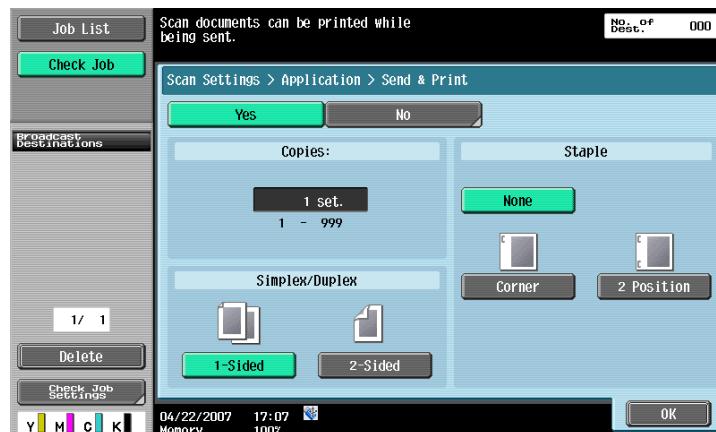 Job List
Check Job
Broadcast
Destinations
1/ 1
Delete
Check Job
Settings
Y M C K
Scan documents can be printed while
being sent.
No. of
Dest. 000
Scan Settings > Application > Send & Print
Yes
No
Copies:
1 set.
1 - 999
Simplex/Duplex
1-Sided
2-Sided
Staple
None
Corner
2 Position
04/22/2007 17:07
Memory 100%
OK